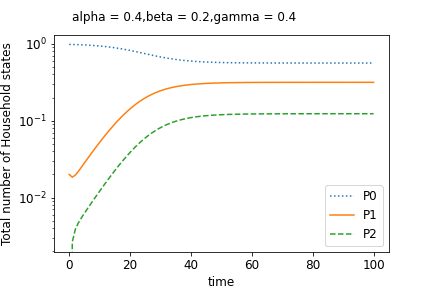 alpha = 0.4,beta = 0.2,gamma = 0.4
Total number of Household states
10^0
10^-1
10^-2
P0
P1
P2
0 20 40 60 80 100
time